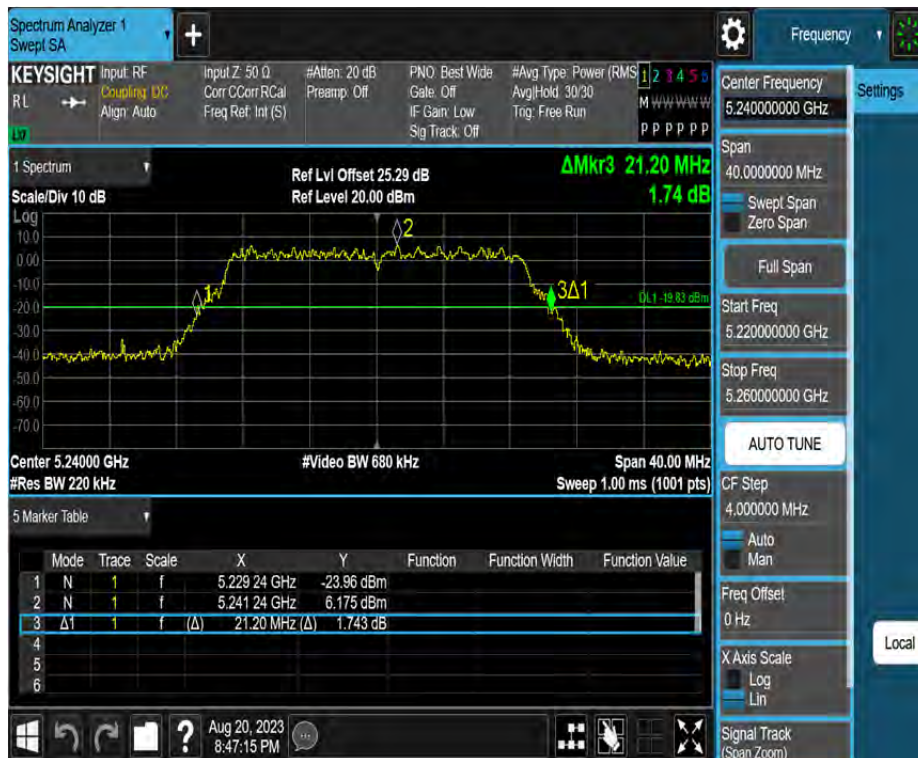 Spectrum Analyzer 1
Swept SA
+
Frequency
KEYSIGHT
RL
LXI
Input: RF
Coupling: DC
Align: Auto
Input Z: 50 Ω
Corr CCorr RCal
Freq Ref: Int (S)
#Atten: 20 dB
Preamp: Off
PNO: Best Wide
Gate: Off
IF Gain: Low
Sig Track: Off
#Avg Type: Power (RMS
Avg|Hold: 30/30
Trig: Free Run
1 2 3 4 5 6
M W W W W W
P P P P P P
1 Spectrum
Scale/Div 10 dB
Ref Lvl Offset 25.29 dB
Ref Level 20.00 dBm
ΔMkr3 21.20 MHz
1.74 dB
Log
10.0
0.00
-10.0
-20.0
-30.0
-40.0
-50.0
-60.0
-70.0
1
2
3Δ1
DL1 -19.83 dBm
Center 5.24000 GHz
#Video BW 680 kHz
Span 40.00 MHz
#Res BW 220 kHz
Sweep 1.00 ms (1001 pts)
5 Marker Table
Mode Trace Scale X Y Function Function Width Function Value
1 N 1 f 5.229 24 GHz -23.96 dBm
2 N 1 f 5.241 24 GHz 6.175 dBm
3 Δ1 1 f (Δ) 21.20 MHz (Δ) 1.743 dB
4
5
6
?
Aug 20, 2023
8:47:15 PM
Center Frequency
5.240000000 GHz
Span
40.0000000 MHz
Swept Span
Zero Span
Full Span
Start Freq
5.220000000 GHz
Stop Freq
5.260000000 GHz
AUTO TUNE
CF Step
4.000000 MHz
Auto
Man
Freq Offset
0 Hz
X Axis Scale
Log
Lin
Signal Track
(Span Zoom)
Settings
Local